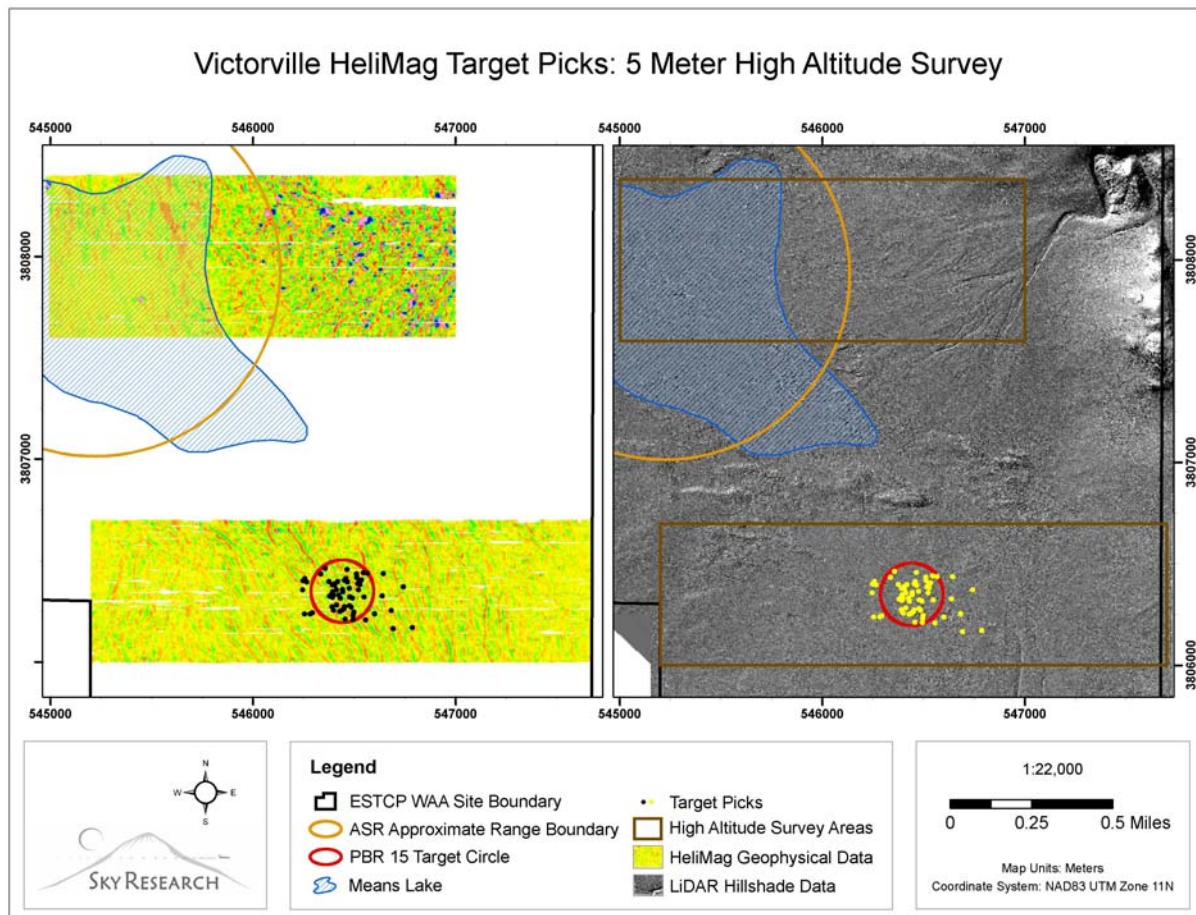 Victorville HeliMag Target Picks: 5 Meter High Altitude Survey
545000 546000 547000 545000 546000 547000
3808000 3808000
3807000 3807000
3806000
545000 546000 547000 545000 546000 547000
N
W E
S
SKY RESEARCH
Legend
ESTCP WAA Site Boundary
ASR Approximate Range Boundary
PBR 15 Target Circle
Means Lake
Target Picks
High Altitude Survey Areas
HeliMag Geophysical Data
LiDAR Hillshade Data
1:22,000
0 0.25 0.5 Miles
Map Units: Meters
Coordinate System: NAD83 UTM Zone 11N